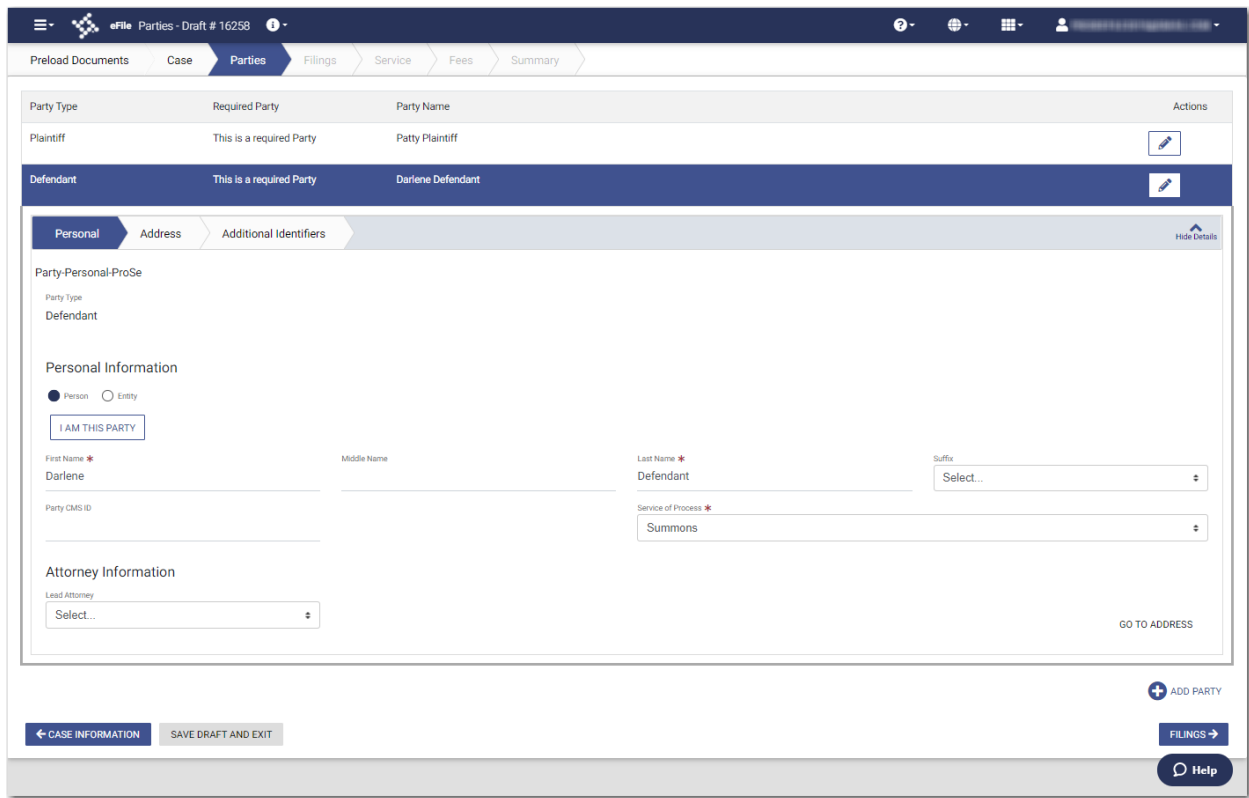 eFile Parties - Draft # 16258
Preload Documents Case Parties Filings Service Fees Summary
Party Type Required Party Party Name Actions
Plaintiff This is a required Party Patty Plaintiff
Defendant This is a required Party Darlene Defendant
Personal Address Additional Identifiers Hide Details
Party-Personal-ProSe
Party Type
Defendant
Personal Information
Person Entity
I AM THIS PARTY
First Name * Middle Name Last Name * Suffix
Darlene Defendant Select...
Party CMS ID Service of Process *
Summons
Attorney Information
Lead Attorney
Select...
GO TO ADDRESS
ADD PARTY
CASE INFORMATION SAVE DRAFT AND EXIT FILINGS
Help